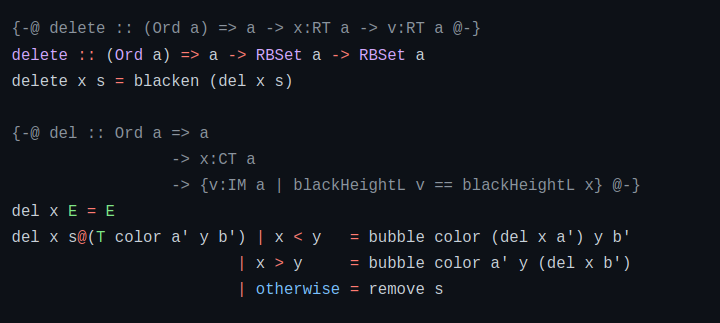 {-@ delete :: (Ord a) => a -> x:RT a -> v:RT a @-}
delete :: (Ord a) => a -> RBSet a -> RBSet a
delete x s = blacken (del x s)
{-@ del :: Ord a => a
-> x:CT a
-> {v:IM a | blackHeightL v == blackHeightL x} @-}
del x E = E
del x s@(T color a' y b') | x < y = bubble color (del x a') y b'
| x > y = bubble color a' y (del x b')
| otherwise = remove s